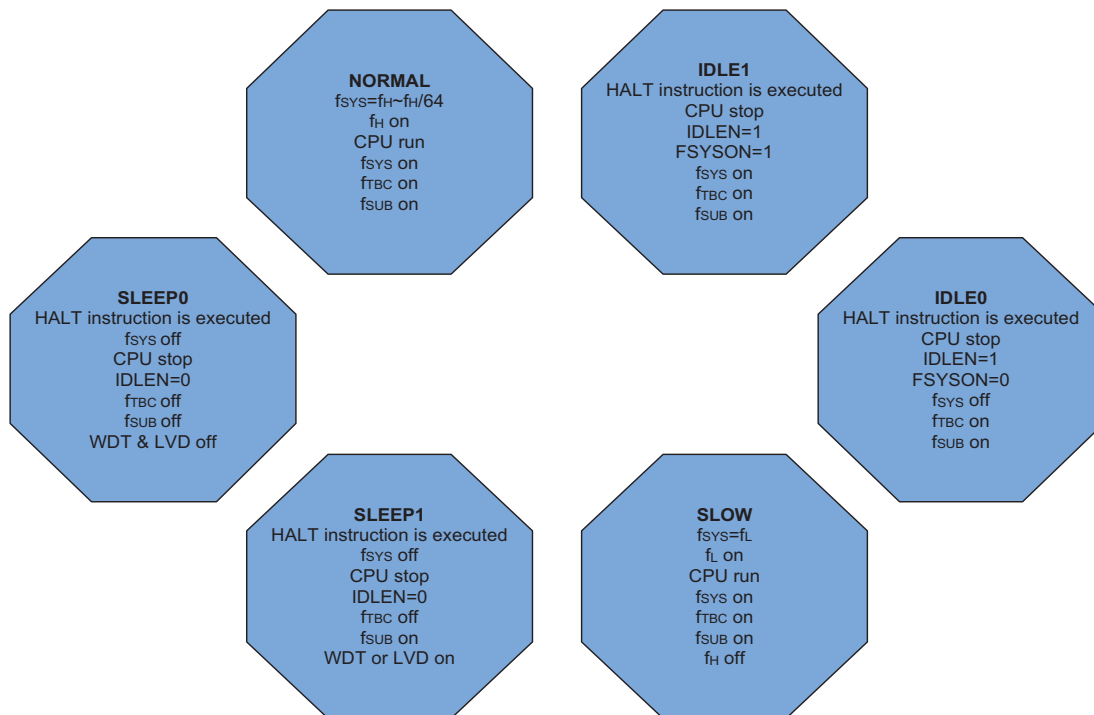 NORMAL
fSYS=fH~fH/64
fH on
CPU run
fSYS on
fTBC on
fSUB on
IDLE1
HALT instruction is executed
CPU stop
IDLEN=1
FSYSON=1
fSYS on
fTBC on
fSUB on
SLEEP0
HALT instruction is executed
fSYS off
CPU stop
IDLEN=0
fTBC off
fSUB off
WDT & LVD off
IDLE0
HALT instruction is executed
CPU stop
IDLEN=1
FSYSON=0
fSYS off
fTBC on
fSUB on
SLEEP1
HALT instruction is executed
fSYS off
CPU stop
IDLEN=0
fTBC off
fSUB on
WDT or LVD on
SLOW
fSYS=fL
fL on
CPU run
fSYS on
fTBC on
fSUB on
fH off